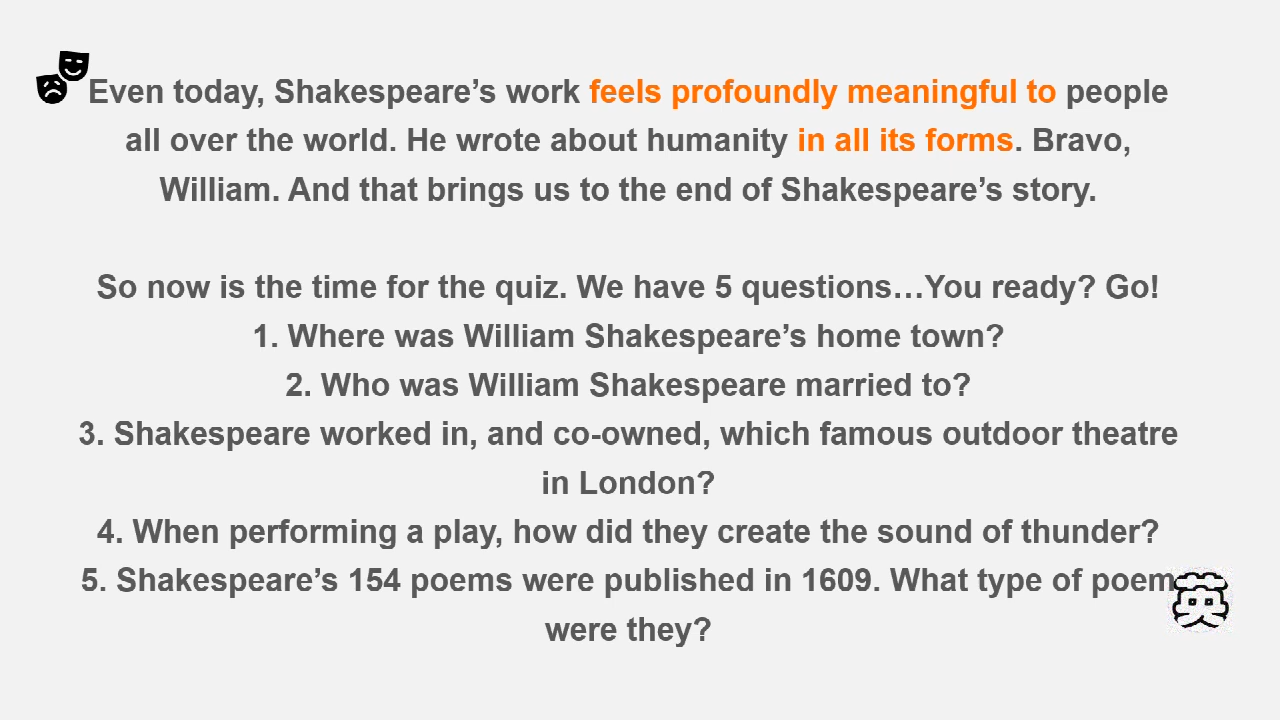 Even today, Shakespeare’s work feels profoundly meaningful to people
all over the world. He wrote about humanity in all its forms. Bravo,
William. And that brings us to the end of Shakespeare’s story.
So now is the time for the quiz. We have 5 questions…You ready? Go!
1. Where was William Shakespeare’s home town?
2. Who was William Shakespeare married to?
3. Shakespeare worked in, and co-owned, which famous outdoor theatre
in London?
4. When performing a play, how did they create the sound of thunder?
5. Shakespeare’s 154 poems were published in 1609. What type of poem
were they?
英